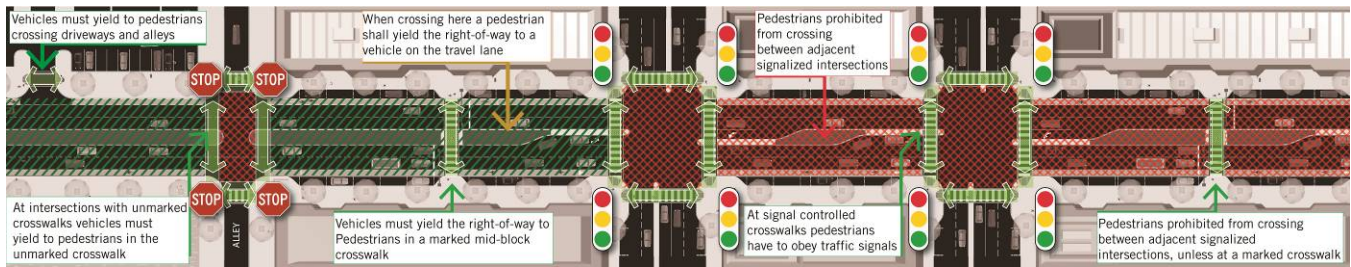 Vehicles must yield to pedestrians
crossing driveways and alleys
When crossing here a pedestrian
shall yield the right-of-way to a
vehicle on the travel lane
Pedestrians prohibited
from crossing
between adjacent
signalized intersections
STOP
STOP
STOP
STOP
At intersections with unmarked
crosswalks vehicles must
yield to pedestrians in the
unmarked crosswalk
ALLEY
Vehicles must yield the right-of-way to
Pedestrians in a marked mid-block
crosswalk
At signal controlled
crosswalks pedestrians
have to obey traffic signals
Pedestrians prohibited from crossing
between adjacent signalized
intersections, unless at a marked crosswalk